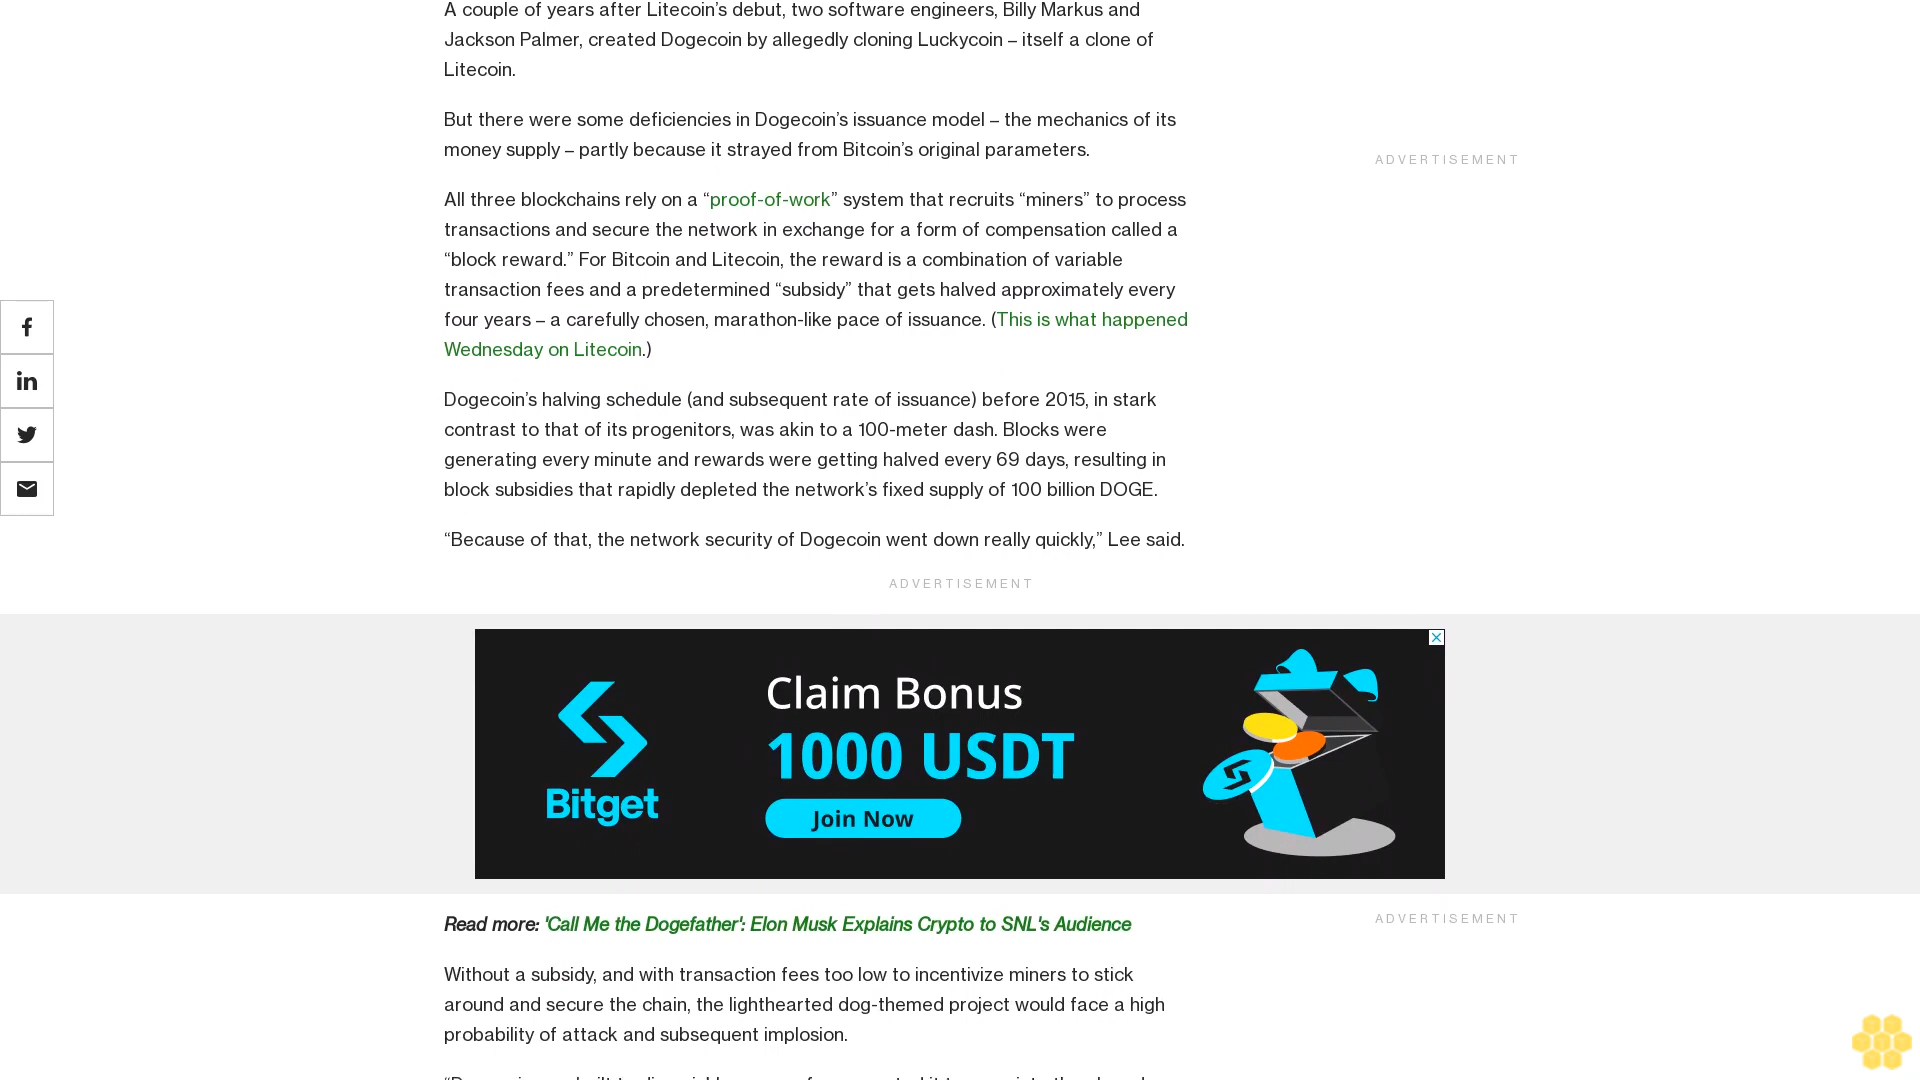 A couple of years after Litecoin’s debut, two software engineers, Billy Markus and
Jackson Palmer, created Dogecoin by allegedly cloning Luckycoin – itself a clone of
Litecoin.
But there were some deficiencies in Dogecoin’s issuance model – the mechanics of its
money supply – partly because it strayed from Bitcoin’s original parameters.
ADVERTISEMENT
All three blockchains rely on a “proof-of-work” system that recruits “miners” to process
transactions and secure the network in exchange for a form of compensation called a
“block reward.” For Bitcoin and Litecoin, the reward is a combination of variable
transaction fees and a predetermined “subsidy” that gets halved approximately every
four years – a carefully chosen, marathon-like pace of issuance. (This is what happened
Wednesday on Litecoin.)
Dogecoin’s halving schedule (and subsequent rate of issuance) before 2015, in stark
contrast to that of its progenitors, was akin to a 100-meter dash. Blocks were
generating every minute and rewards were getting halved every 69 days, resulting in
block subsidies that rapidly depleted the network’s fixed supply of 100 billion DOGE.
“Because of that, the network security of Dogecoin went down really quickly,” Lee said.
ADVERTISEMENT
Bitget
Claim Bonus
1000 USDT
Join Now
Read more: 'Call Me the Dogefather': Elon Musk Explains Crypto to SNL's Audience
ADVERTISEMENT
Without a subsidy, and with transaction fees too low to incentivize miners to stick
around and secure the chain, the lighthearted dog-themed project would face a high
probability of attack and subsequent implosion.